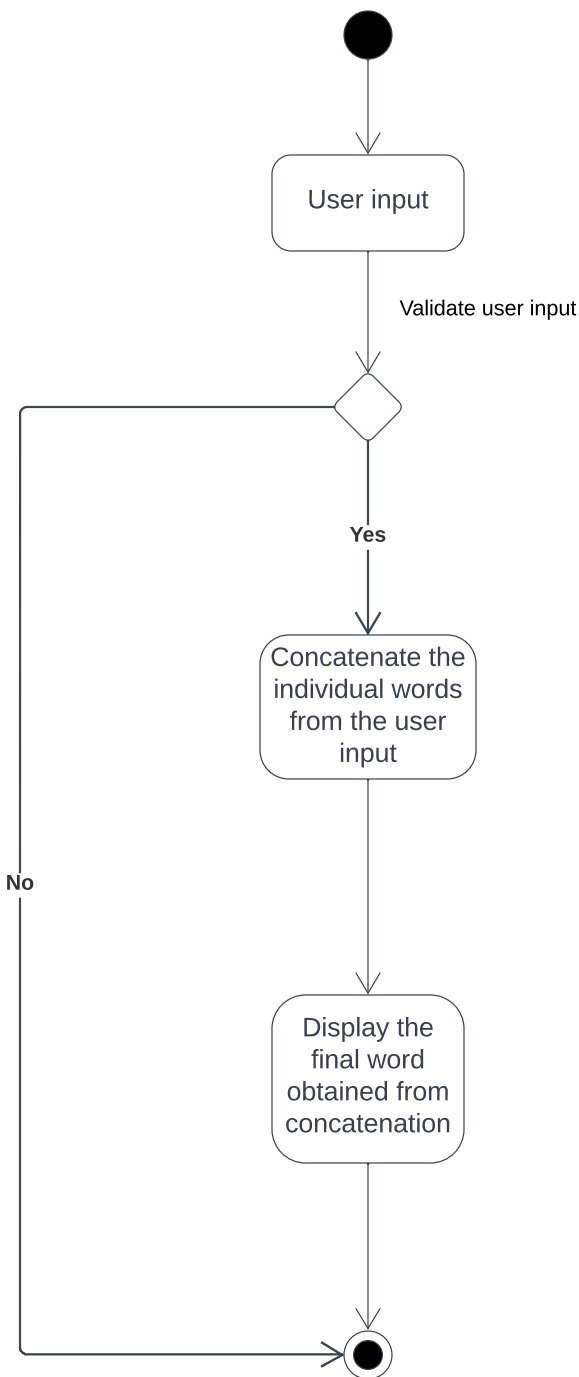 User input
Validate user input
Yes
Concatenate the
individual words
from the user
input
No
Display the
final word
obtained from
concatenation